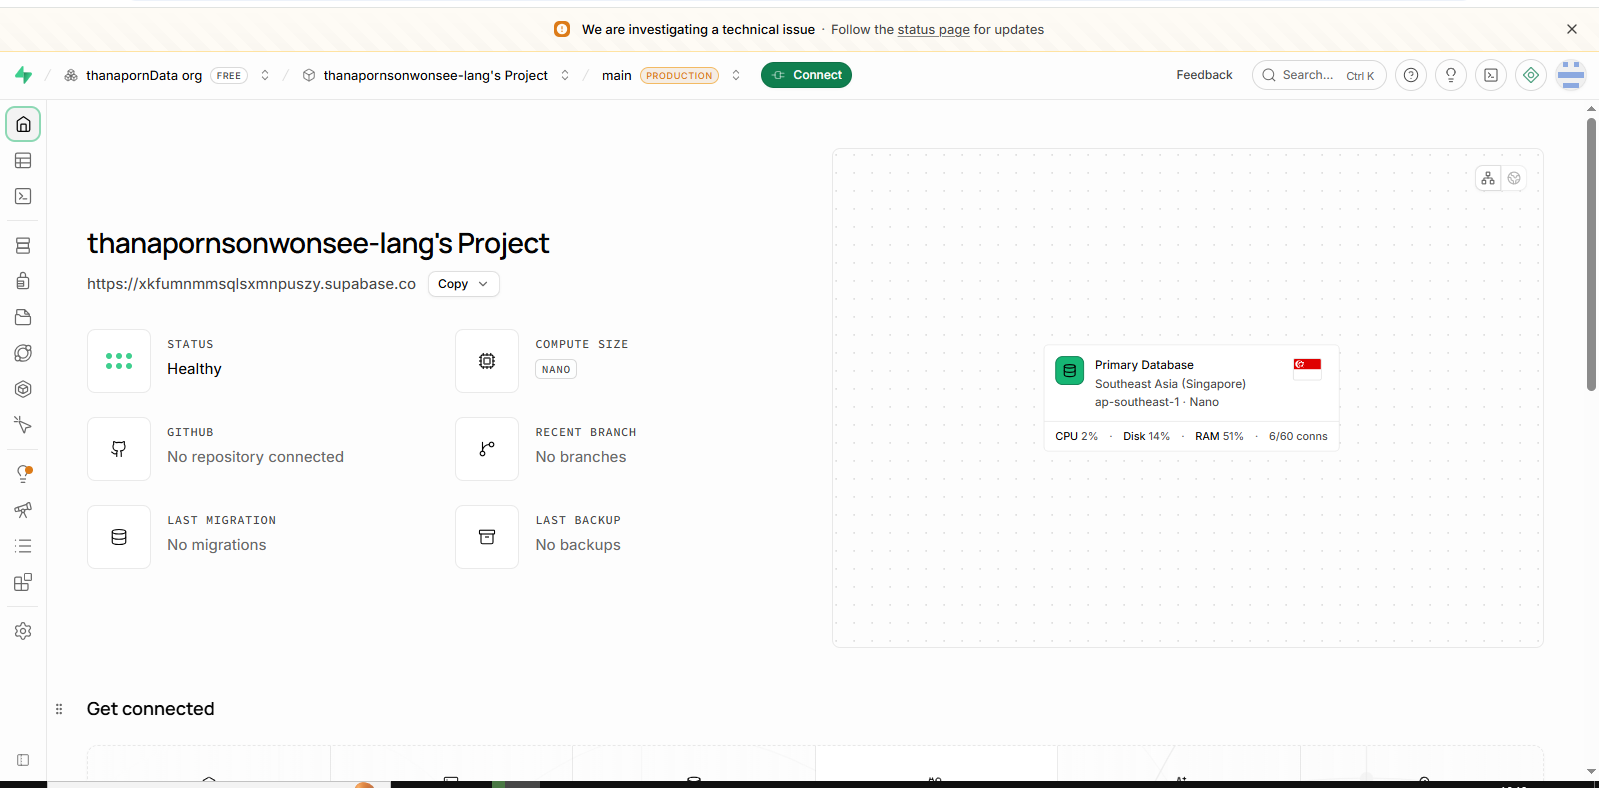 We are investigating a technical issue · Follow the status page for updates
thanapornData org FREE / thanapornsonwonsee-lang's Project / main PRODUCTION Connect Feedback Search... Ctrl K
thanapornsonwonsee-lang's Project
https://xkfumnmmsqlsxmnpuszy.supabase.co Copy
STATUS
Healthy
COMPUTE SIZE
NANO
GITHUB
No repository connected
RECENT BRANCH
No branches
LAST MIGRATION
No migrations
LAST BACKUP
No backups
Primary Database
Southeast Asia (Singapore)
ap-southeast-1 · Nano
CPU 2% · Disk 14% · RAM 51% · 6/60 conns
Get connected